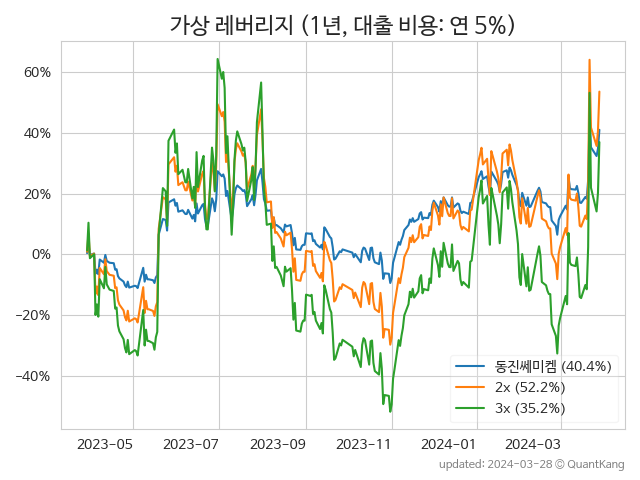 가상 레버리지 (1년, 대출 비용: 연 5%)
60%
40%
20%
0%
−20%
−40%
동진쎄미켐 (40.4%)
2x (52.2%)
3x (35.2%)
2023-05 2023-07 2023-09 2023-11 2024-01 2024-03
updated: 2024-03-28 © QuantKang